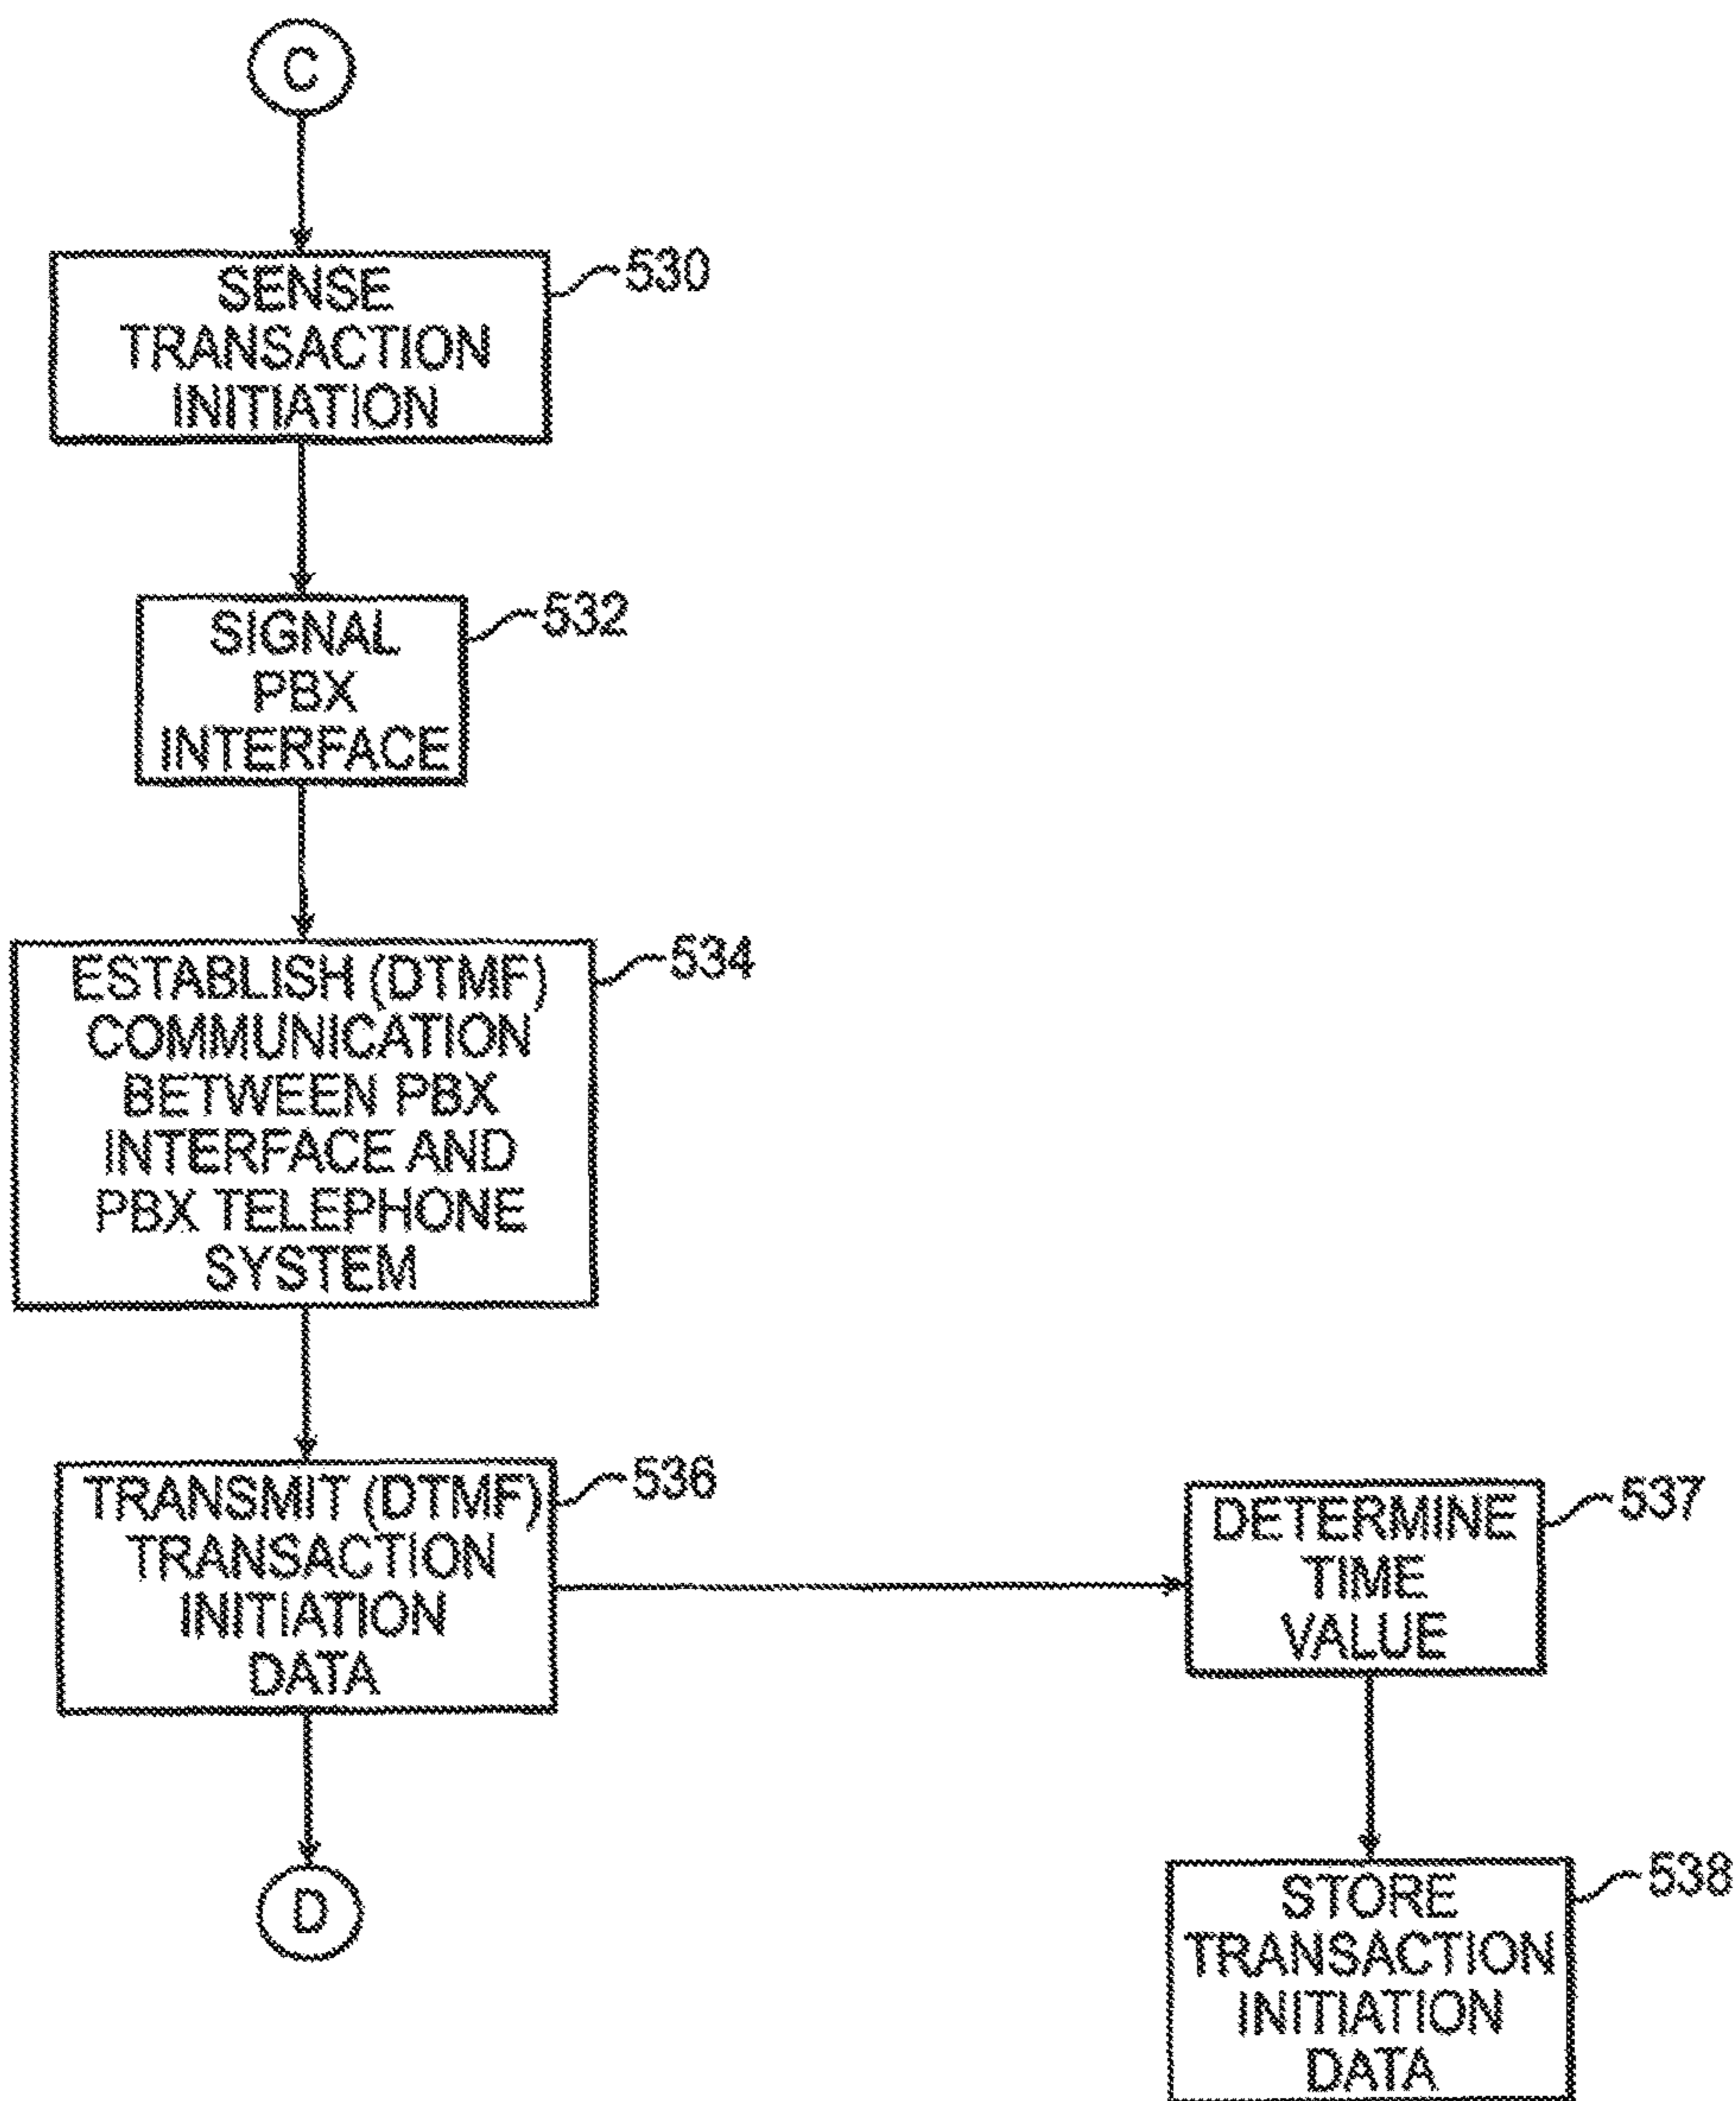 C
SENSE
TRANSACTION
INITIATION
530
SIGNAL
PBX
INTERFACE
532
ESTABLISH (DTMF)
COMMUNICATION
BETWEEN PBX
INTERFACE AND
PBX TELEPHONE
SYSTEM
534
TRANSMIT (DTMF)
TRANSACTION
INITIATION
DATA
536
DETERMINE
TIME
VALUE
537
D
STORE
TRANSACTION
INITIATION
DATA
538